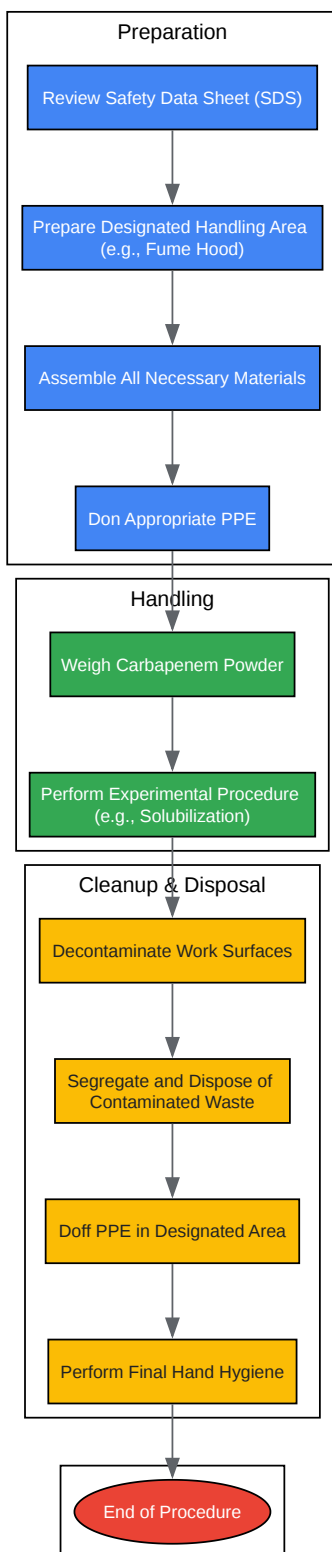 Preparation
Review Safety Data Sheet (SDS)
Prepare Designated Handling Area
(e.g., Fume Hood)
Assemble All Necessary Materials
Don Appropriate PPE
Handling
Weigh Carbapenem Powder
Perform Experimental Procedure
(e.g., Solubilization)
Cleanup & Disposal
Decontaminate Work Surfaces
Segregate and Dispose of
Contaminated Waste
Doff PPE in Designated Area
Perform Final Hand Hygiene
End of Procedure